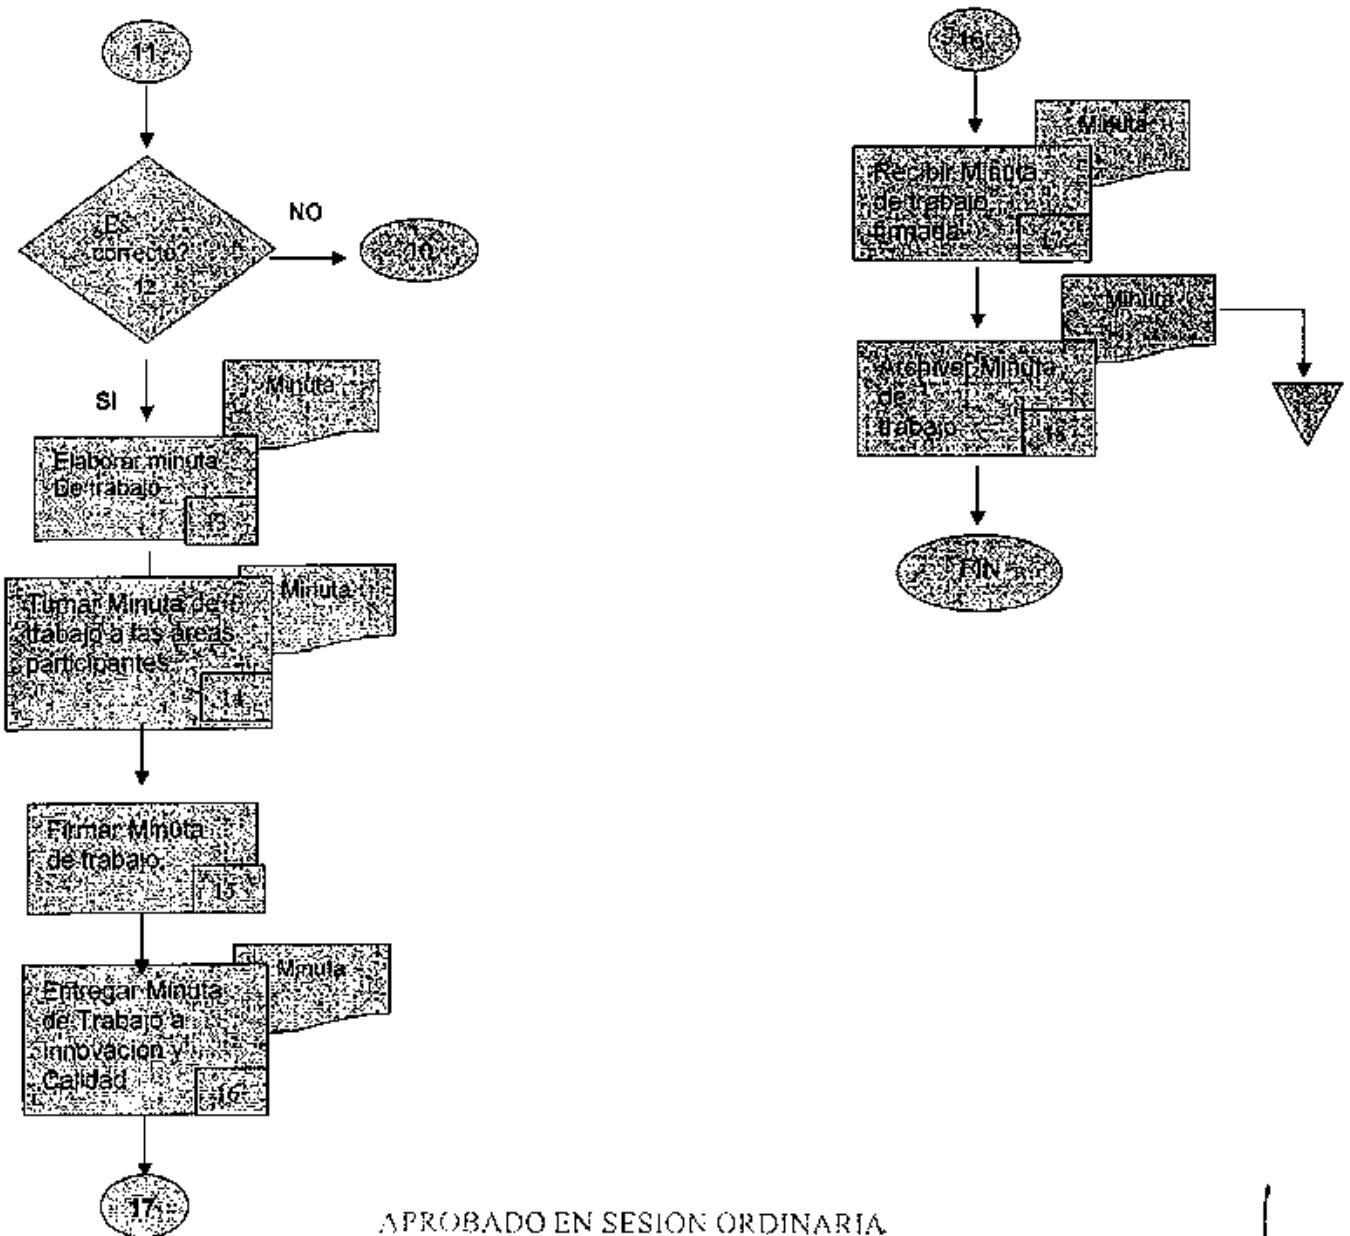 11
¿Es
correcto?
12
NO
10
SI
Minuta
Elaborar minuta
De trabajo
13
Minuta
Turnar Minuta de
trabajo a las áreas
participantes
14
Firmar Minuta
de trabajo
15
Minuta
Entregar Minuta
de Trabajo a
Innovación y
Calidad
16
17
16
Minuta
Recibir Minuta
de trabajo
firmada
Minuta
Archivar Minuta
de
trabajo
18
FIN
APROBADO EN SESION ORDINARIA